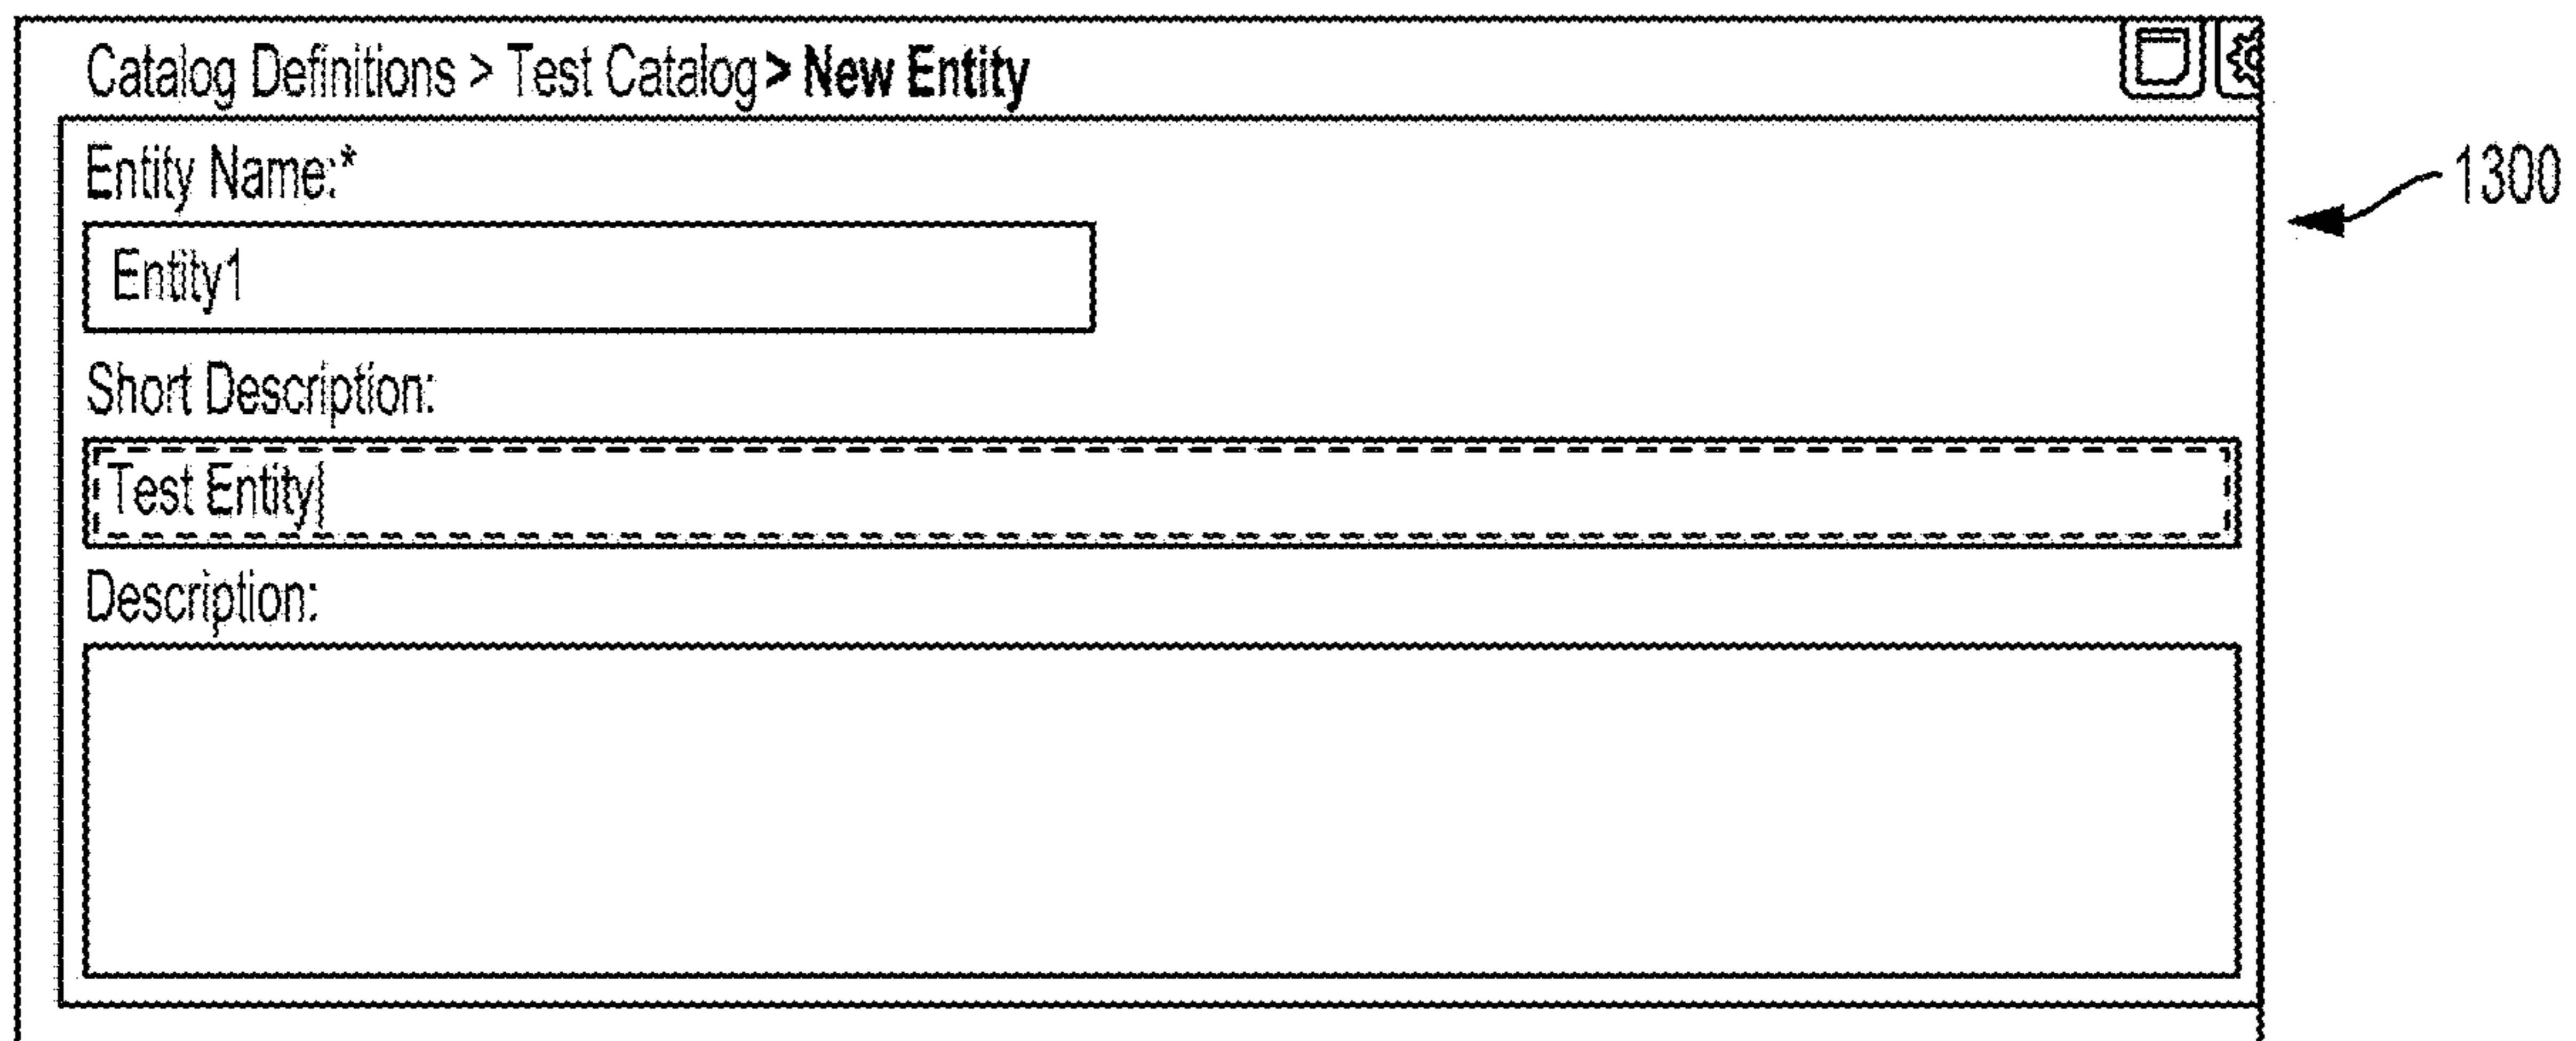 Catalog Definitions > Test Catalog > New Entity
Entity Name:*
1300
Entity1
Short Description:
Test Entity
Description: